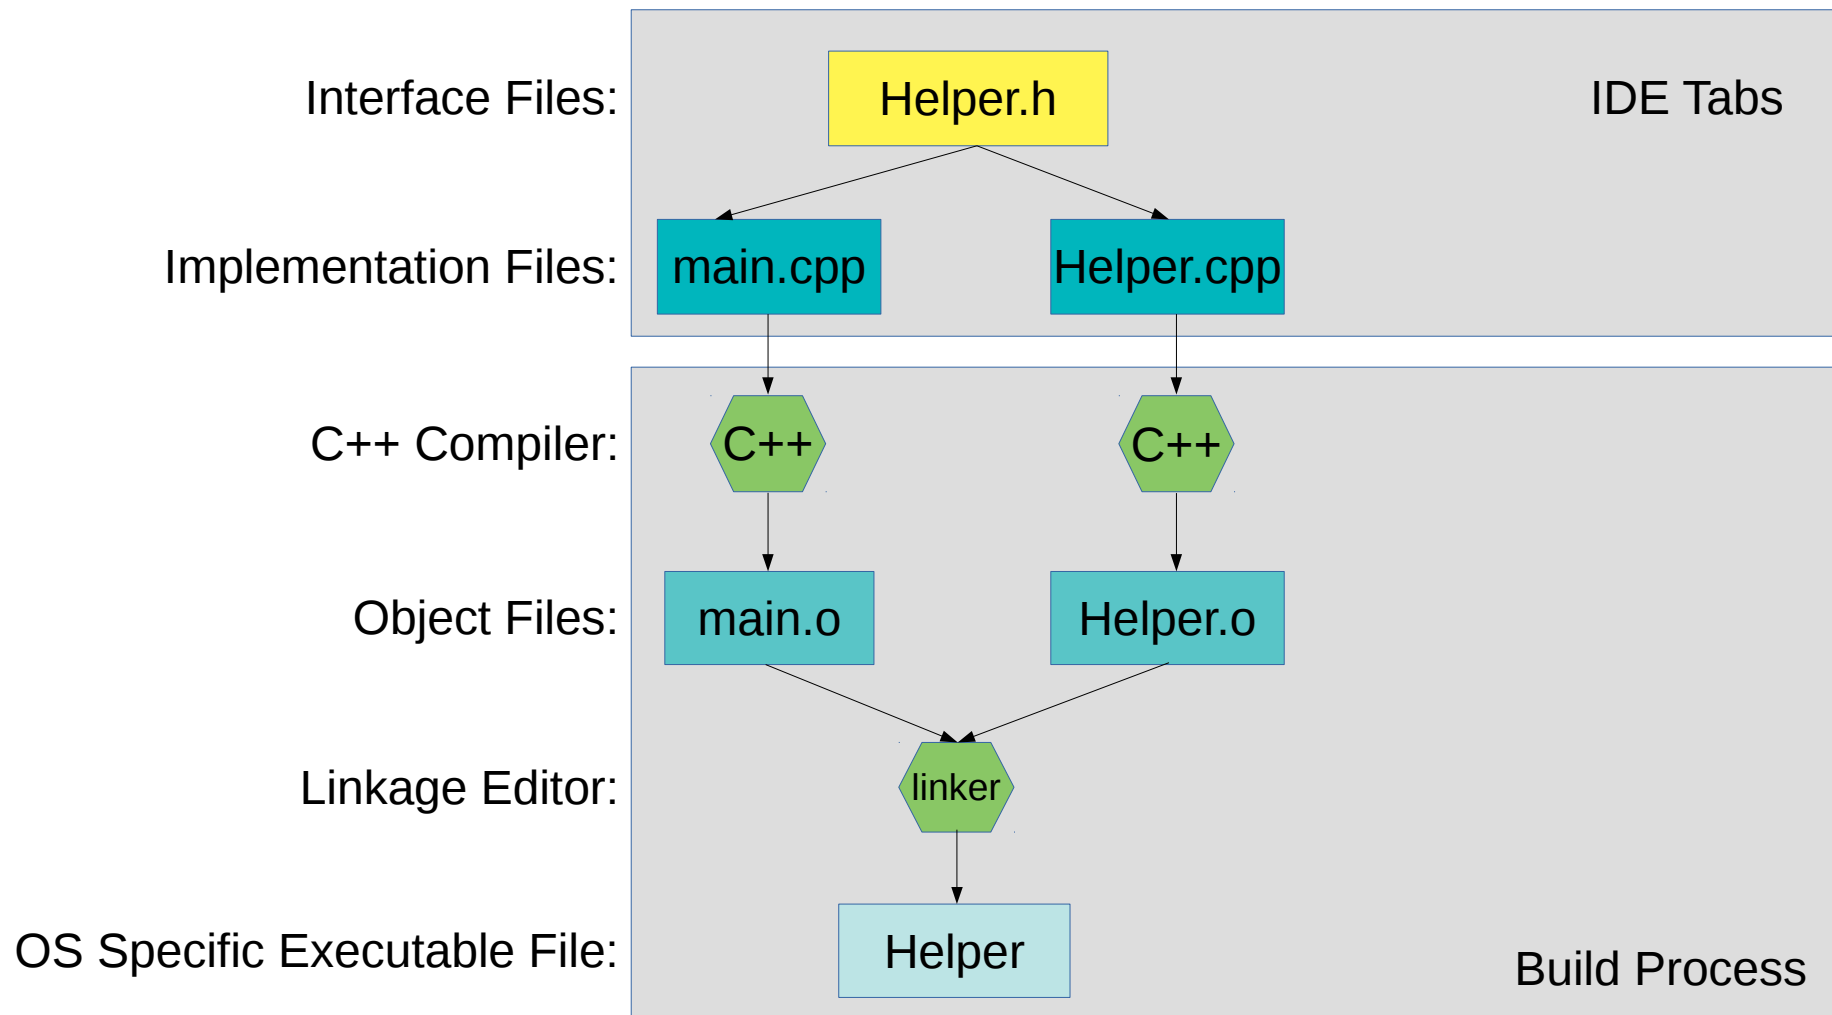 Interface Files:
Helper.h
IDE Tabs
Implementation Files:
main.cpp
Helper.cpp
C++ Compiler:
C++
C++
Object Files:
main.o
Helper.o
Linkage Editor:
linker
OS Specific Executable File:
Helper
Build Process